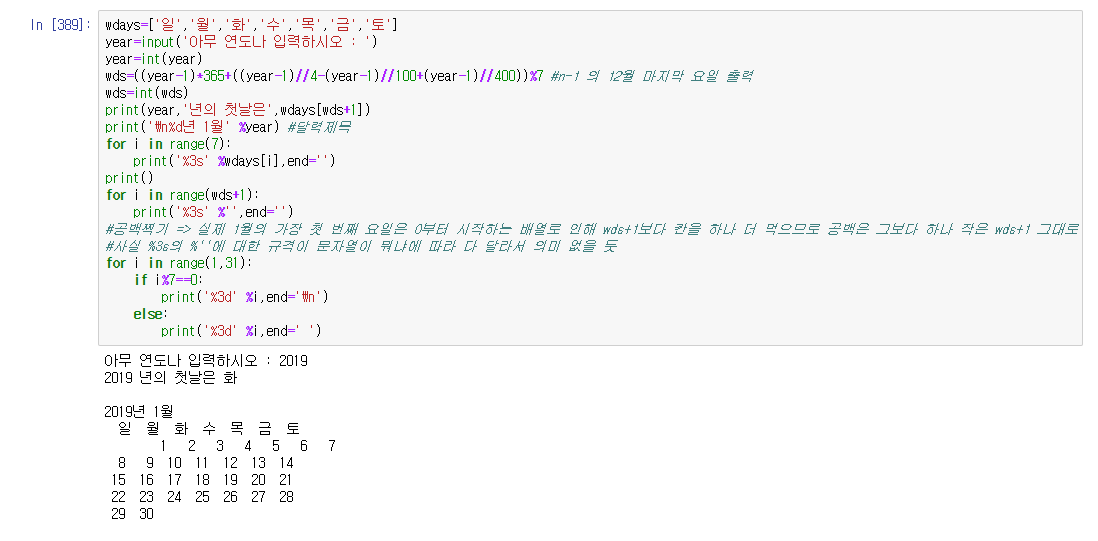 In [389]:
wdays=['일','월','화','수','목','금','토']
year=input('아무 연도나 입력하시오 : ')
year=int(year)
wds=((year-1)*365+((year-1)//4-(year-1)//100+(year-1)//400))%7 #n-1 의 12월 마지막 요일 출력
wds=int(wds)
print(year,'년의 첫날은',wdays[wds+1])
print('₩n%d년 1월' %year) #달력제목
for i in range(7):
    print('%3s' %wdays[i],end='')
print()
for i in range(wds+1):
    print('%3s' %'',end='')
#공백찍기 => 실제 1월의 가장 첫 번째 요일은 0부터 시작하는 배열로 인해 wds+1보다 칸을 하나 더 먹으므로 공백은 그보다 하나 작은 wds+1 그대로
#사실 %3s의 %''에 대한 규격이 문자열이 뭐냐에 따라 다 달라서 의미 없을 듯
for i in range(1,31):
    if i%7==0:
        print('%3d' %i,end='₩n')
    else:
        print('%3d' %i,end=' ')
아무 연도나 입력하시오 : 2019
2019 년의 첫날은 화
2019년 1월
일 월 화 수 목 금 토
1 2 3 4 5 6 7
8 9 10 11 12 13 14
15 16 17 18 19 20 21
22 23 24 25 26 27 28
29 30